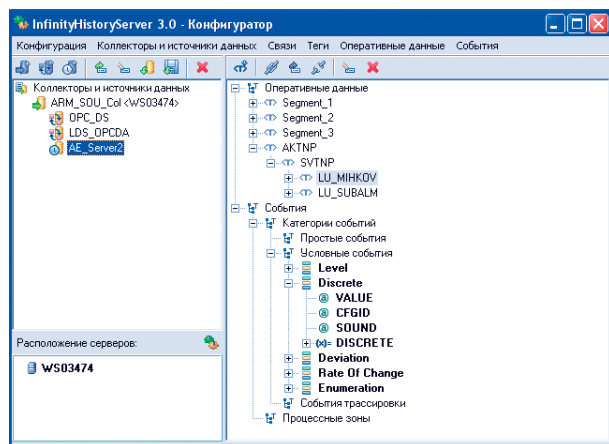 InfinityHistoryServer 3.0 - Конфигуратор
Конфигурация Коллекторы и источники данных Связи Теги Оперативные данные События
Коллекторы и источники данных
ARM_SOU_Col <WS03474>
OPC_DS
LDS_OPCDA
AE_Server2
Расположение серверов:
WS03474
Оперативные данные
Segment_1
Segment_2
Segment_3
AKTNP
SVTNP
LU_MIHKOV
LU_SUBALM
События
Категории событий
Простые события
Условные события
Level
Discrete
VALUE
CFGID
SOUND
DISCRETE
Deviation
Rate Of Change
Enumeration
События трассировки
Процессные зоны